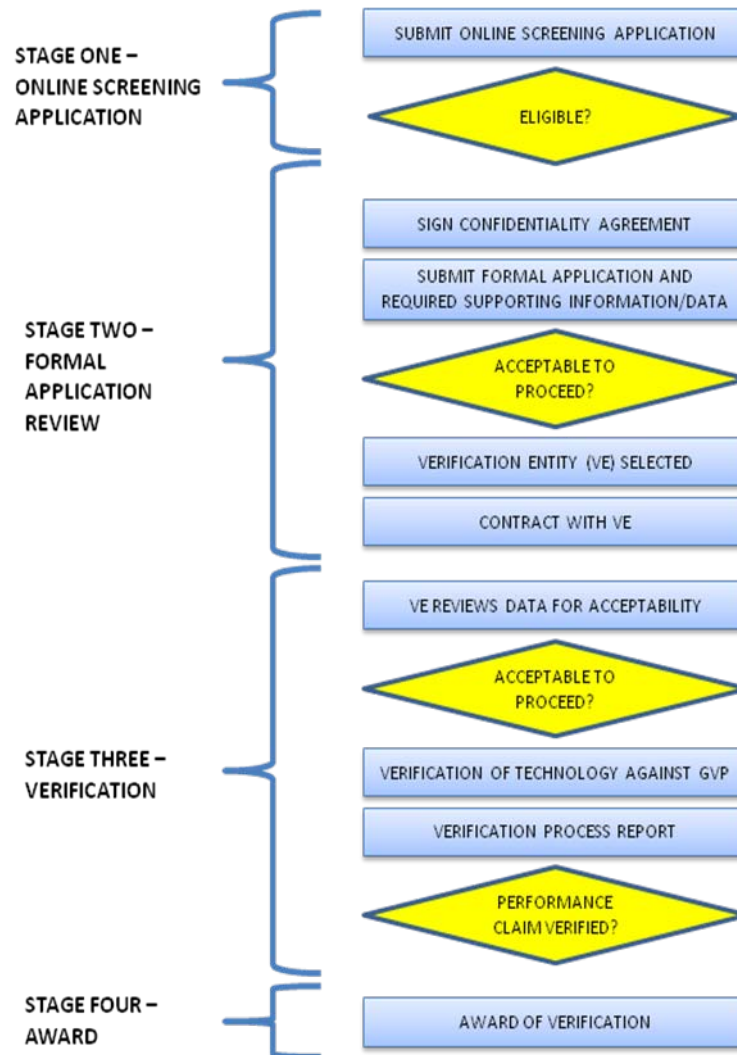 STAGE ONE –
ONLINE SCREENING
APPLICATION
SUBMIT ONLINE SCREENING APPLICATION
ELIGIBLE?
STAGE TWO –
FORMAL
APPLICATION
REVIEW
SIGN CONFIDENTIALITY AGREEMENT
SUBMIT FORMAL APPLICATION AND
REQUIRED SUPPORTING INFORMATION/DATA
ACCEPTABLE TO
PROCEED?
VERIFICATION ENTITY (VE) SELECTED
CONTRACT WITH VE
STAGE THREE –
VERIFICATION
VE REVIEWS DATA FOR ACCEPTABILITY
ACCEPTABLE TO
PROCEED?
VERIFICATION OF TECHNOLOGY AGAINST GVP
VERIFICATION PROCESS REPORT
PERFORMANCE
CLAIM VERIFIED?
STAGE FOUR –
AWARD
AWARD OF VERIFICATION